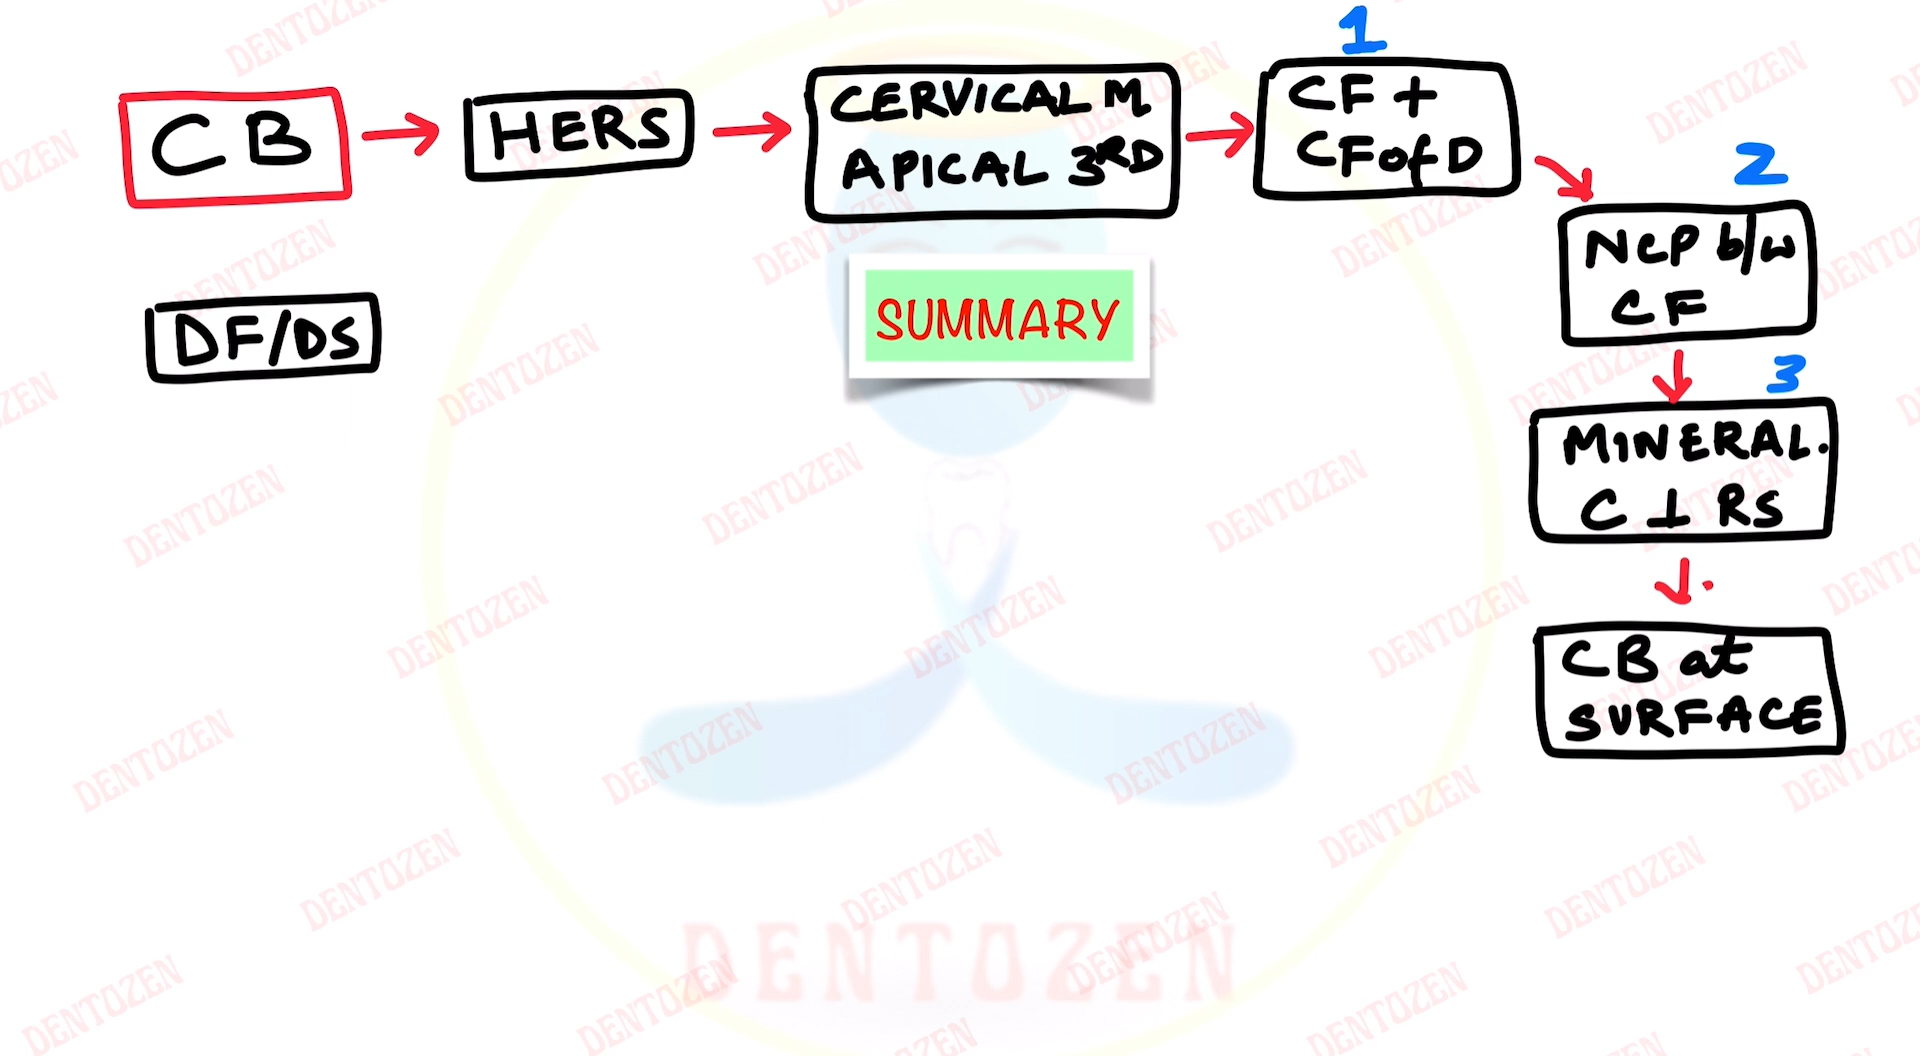 1
CB
HERS
CERVICAL M
APICAL 3RD
CF +
CF of D
2
NCP b/w
CF
DF/DS
SUMMARY
3
MINERAL.
C ⊥ RS
CB at
SURFACE
DENTOZEN